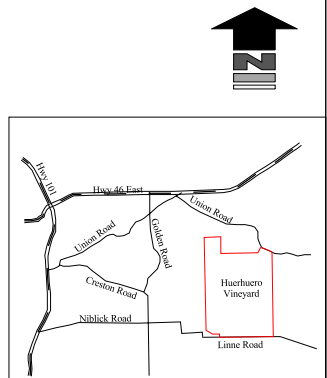 N
Hwy 101
Hwy 46 East
Union Road
Union Road
Golden Road
Creston Road
Huerhuero
Vineyard
Niblick Road
Linne Road